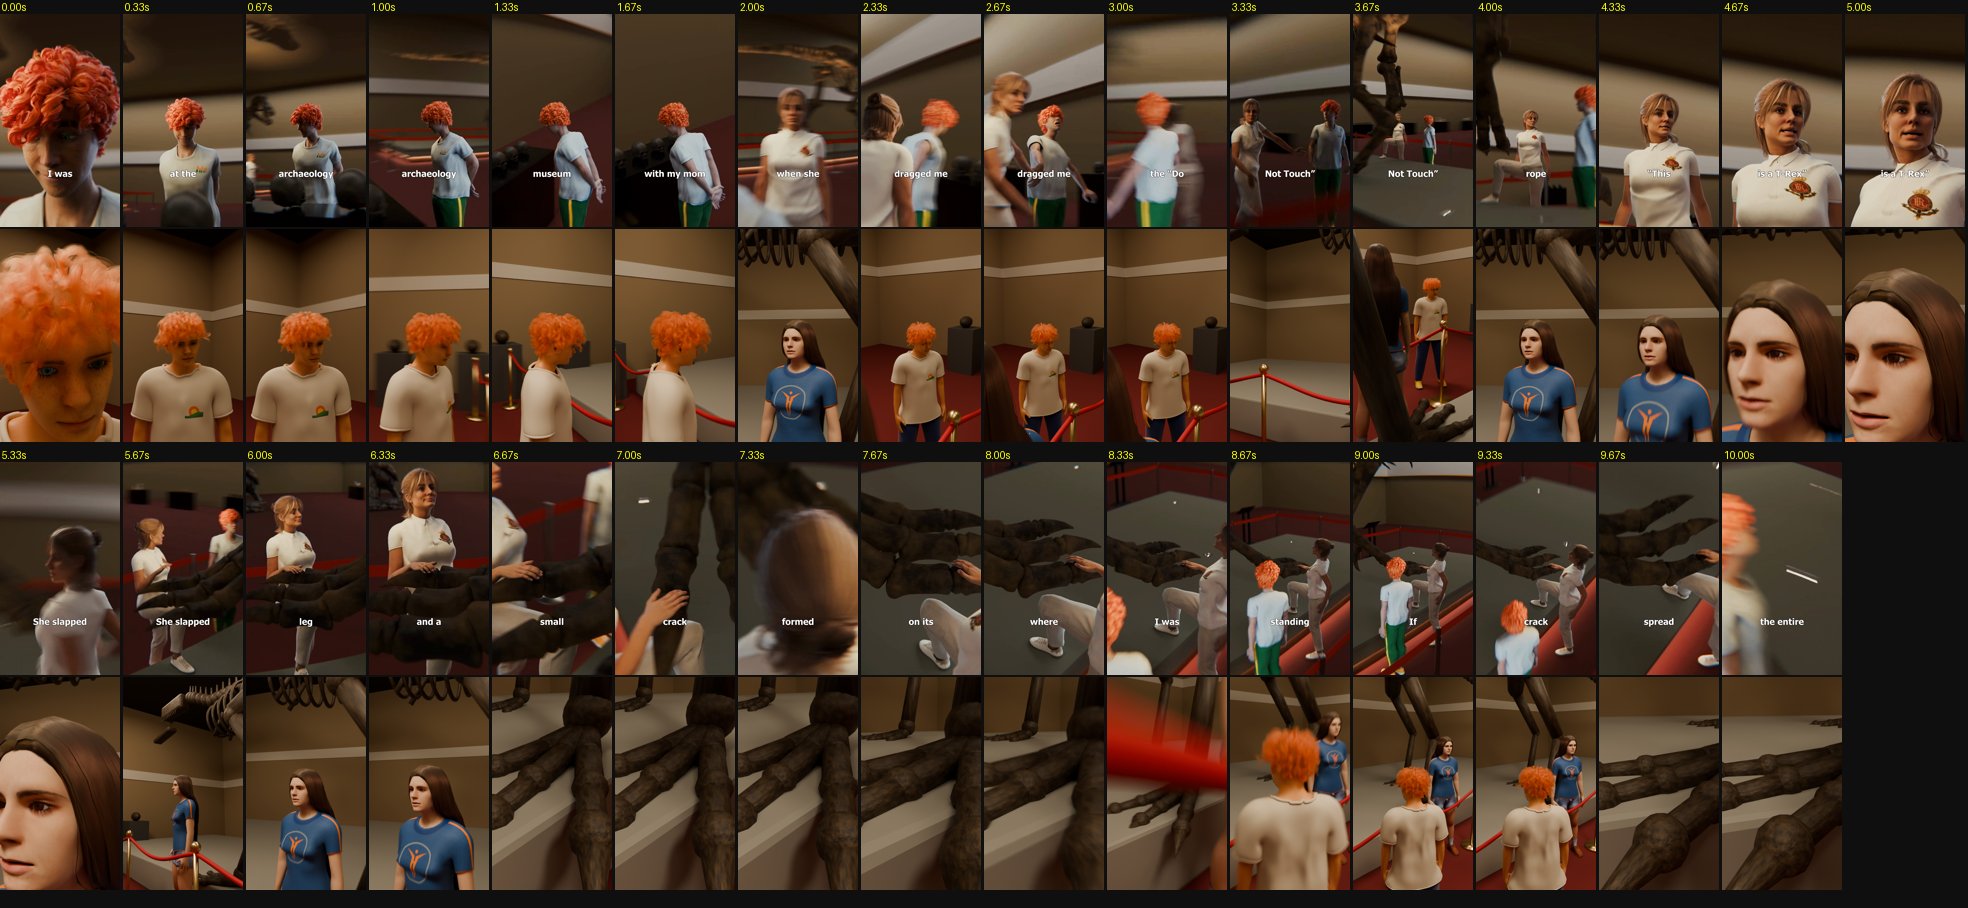 0.00s 0.33s 0.67s 1.00s 1.33s 1.67s 2.00s 2.33s 2.67s 3.00s 3.33s 3.67s 4.00s 4.33s 4.67s 5.00s
I was at the archaeology archaeology museum with my mom when she dragged me dragged me the "Do Not Touch" Not Touch" rope "This is a T-Rex" is a T-Rex"
5.33s 5.67s 6.00s 6.33s 6.67s 7.00s 7.33s 7.67s 8.00s 8.33s 8.67s 9.00s 9.33s 9.67s 10.00s
She slapped She slapped leg and a small crack formed on its where I was standing If crack spread the entire